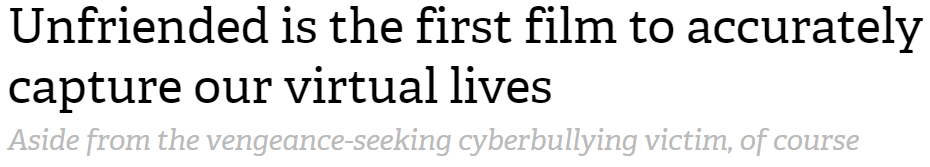 Unfriended is the first film to accurately
capture our virtual lives
Aside from the vengeance-seeking cyberbullying victim, of course